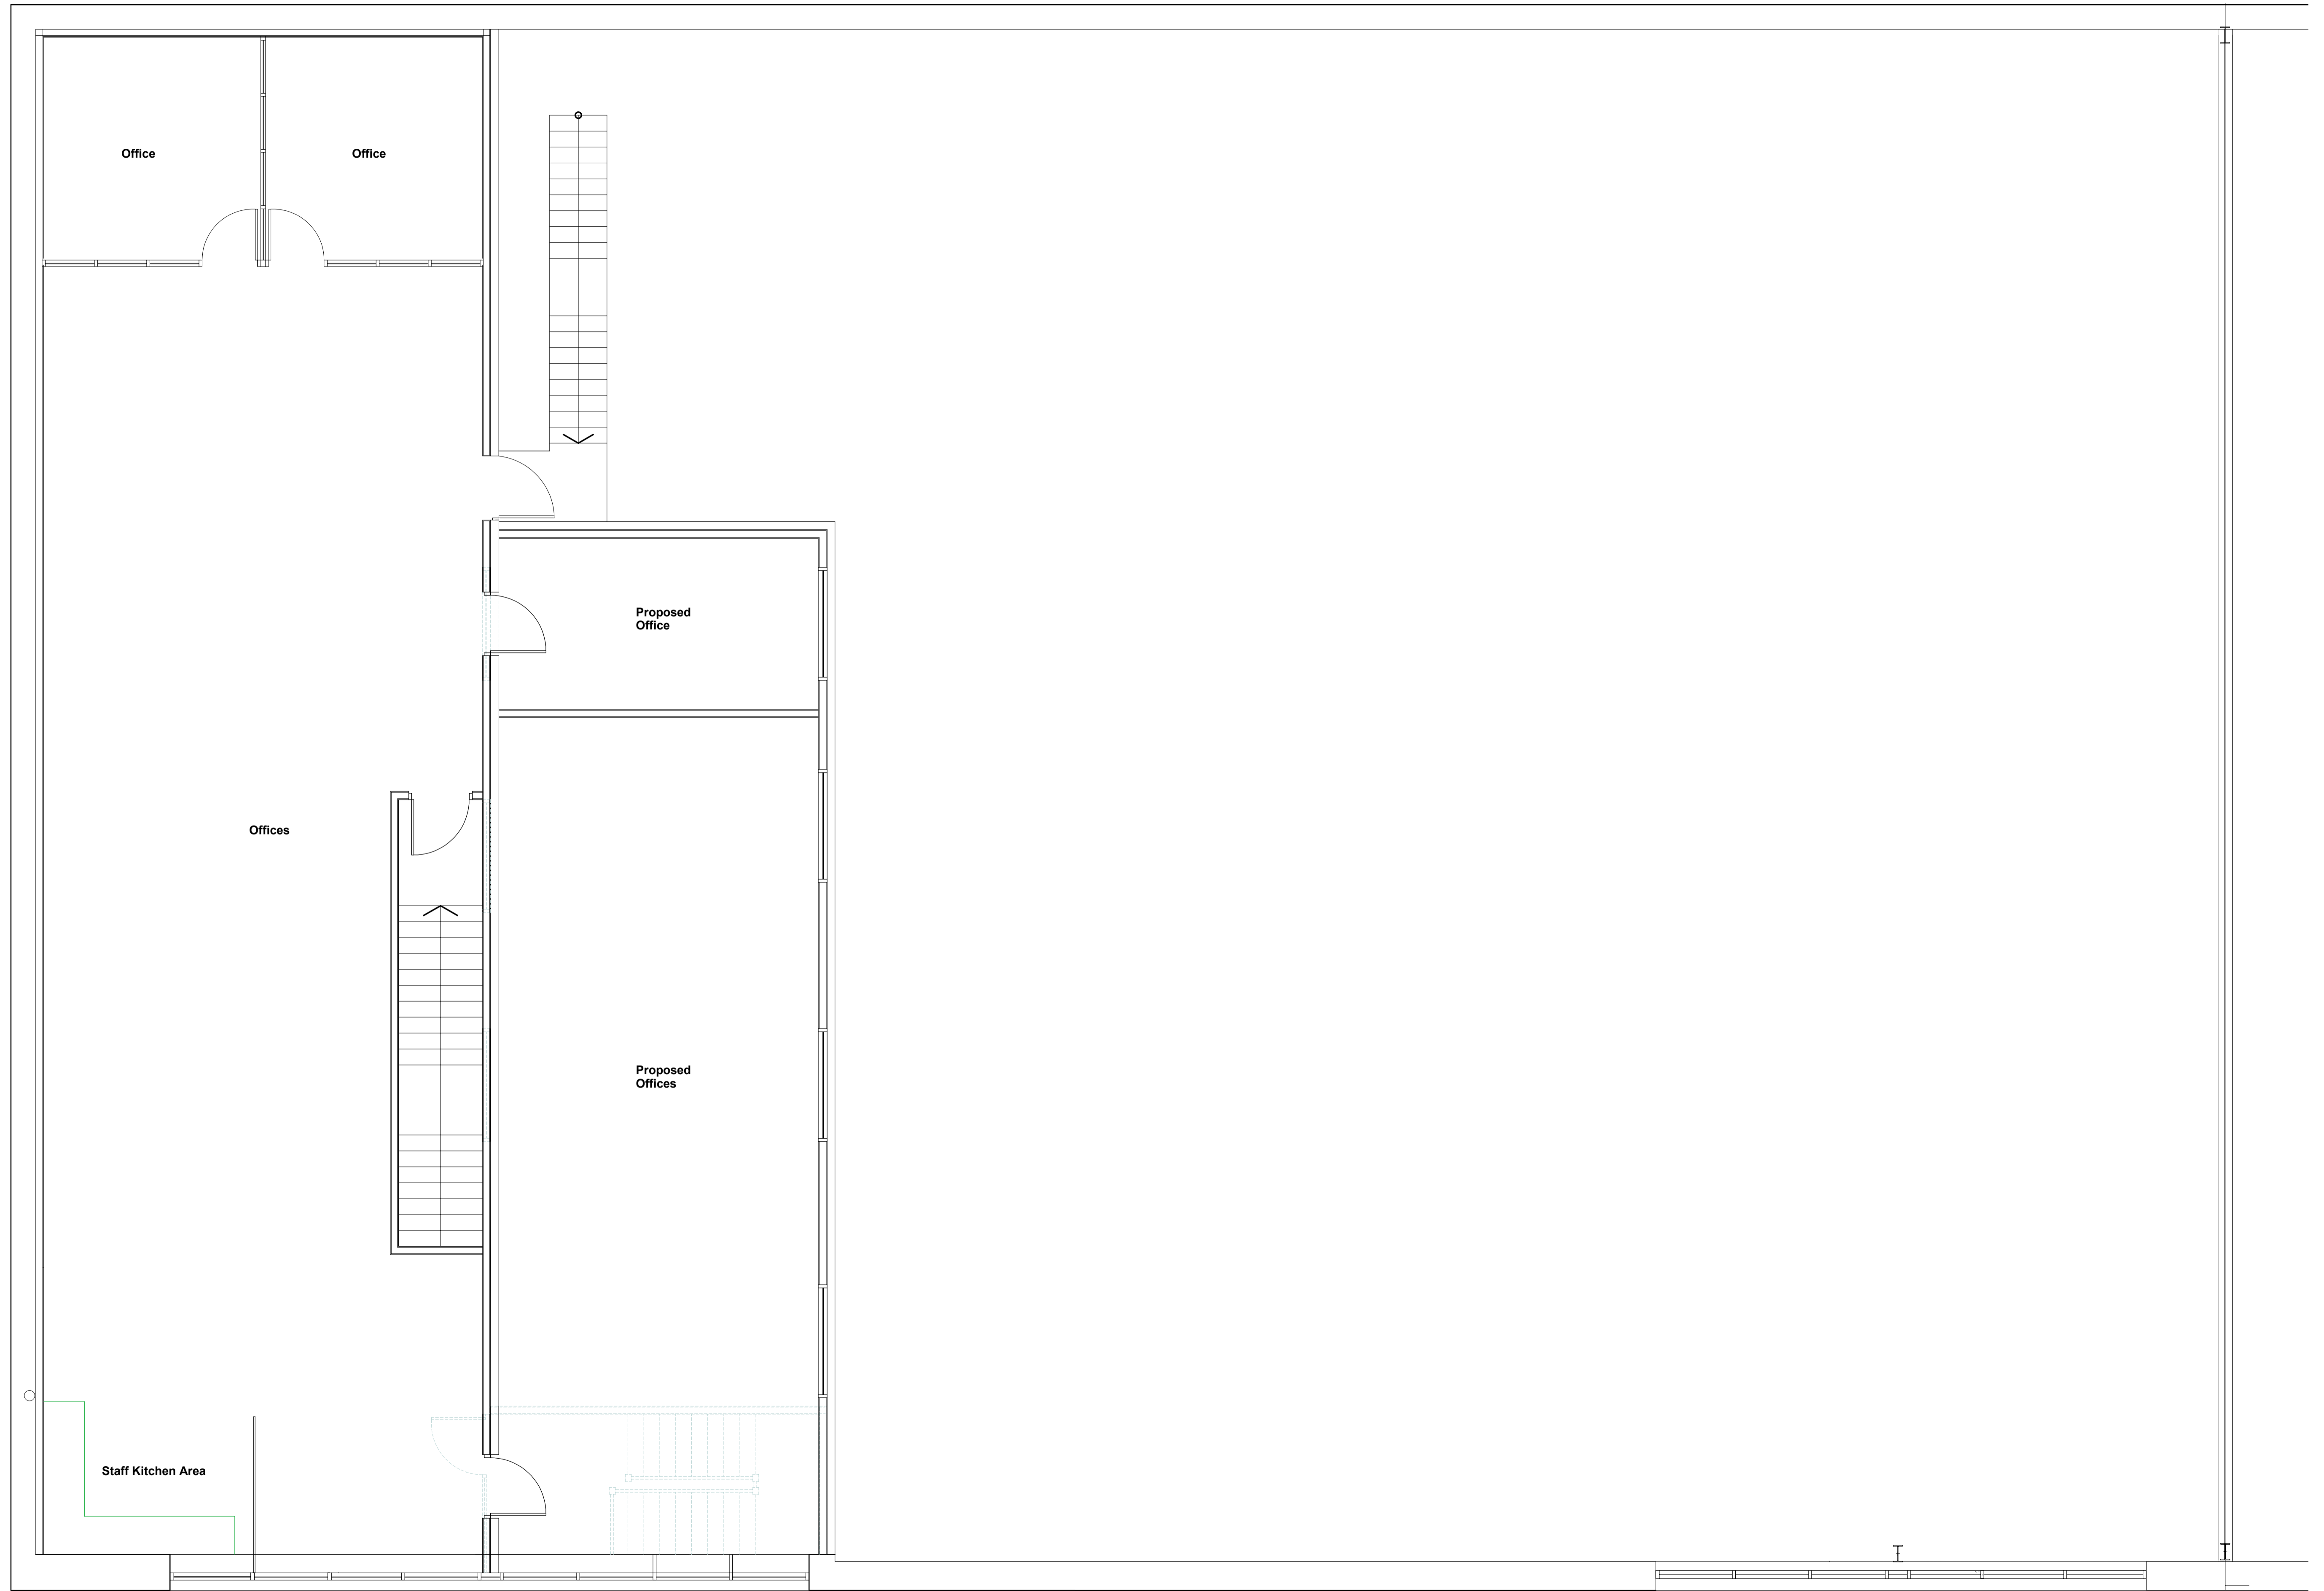 Office
Office
Proposed
Office
Offices
Proposed
Offices
Staff Kitchen Area